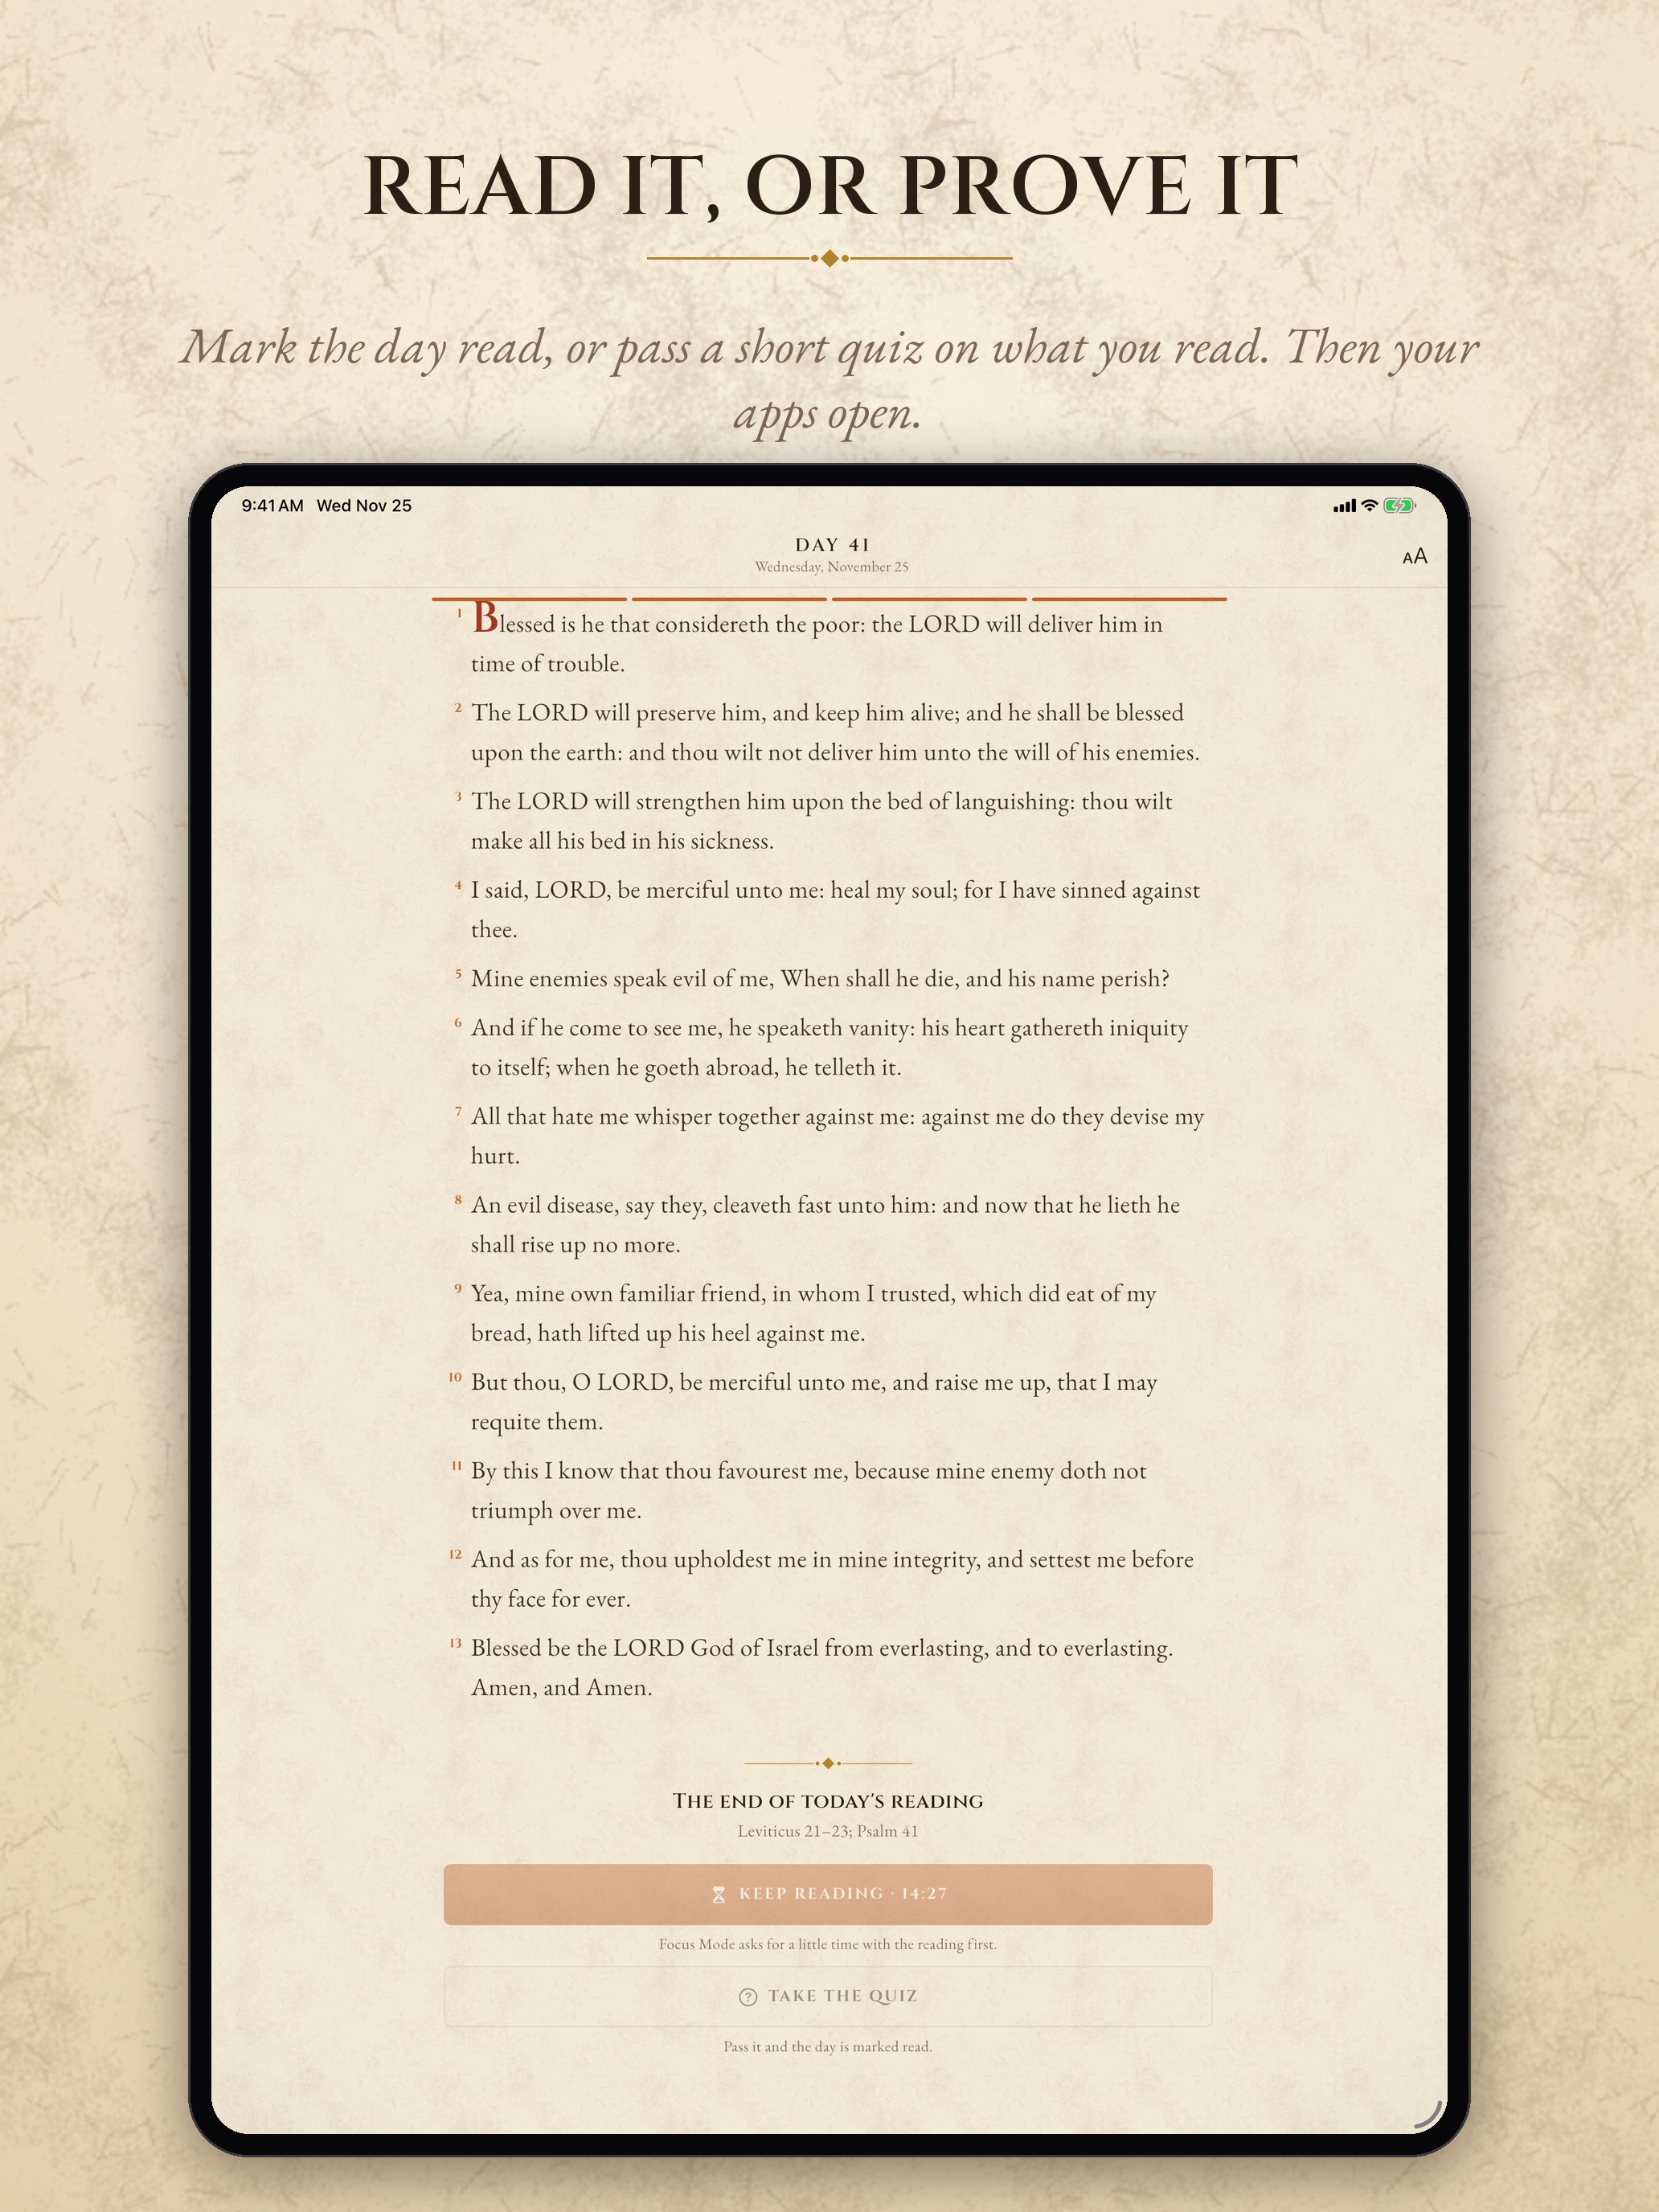 READ IT, OR PROVE IT
Mark the day read, or pass a short quiz on what you read. Then your
apps open.
9:41 AM Wed Nov 25
DAY 41
Wednesday, November 25
AA
1 Blessed is he that considereth the poor: the LORD will deliver him in
time of trouble.
2 The LORD will preserve him, and keep him alive; and he shall be blessed
upon the earth: and thou wilt not deliver him unto the will of his enemies.
3 The LORD will strengthen him upon the bed of languishing: thou wilt
make all his bed in his sickness.
4 I said, LORD, be merciful unto me: heal my soul; for I have sinned against
thee.
5 Mine enemies speak evil of me, When shall he die, and his name perish?
6 And if he come to see me, he speaketh vanity: his heart gathereth iniquity
to itself; when he goeth abroad, he telleth it.
7 All that hate me whisper together against me: against me do they devise my
hurt.
8 An evil disease, say they, cleaveth fast unto him: and now that he lieth he
shall rise up no more.
9 Yea, mine own familiar friend, in whom I trusted, which did eat of my
bread, hath lifted up his heel against me.
10 But thou, O LORD, be merciful unto me, and raise me up, that I may
requite them.
11 By this I know that thou favourest me, because mine enemy doth not
triumph over me.
12 And as for me, thou upholdest me in mine integrity, and settest me before
thy face for ever.
13 Blessed be the LORD God of Israel from everlasting, and to everlasting.
Amen, and Amen.
THE END OF TODAY'S READING
Leviticus 21–23; Psalm 41
KEEP READING · 14:27
Focus Mode asks for a little time with the reading first.
? TAKE THE QUIZ
Pass it and the day is marked read.